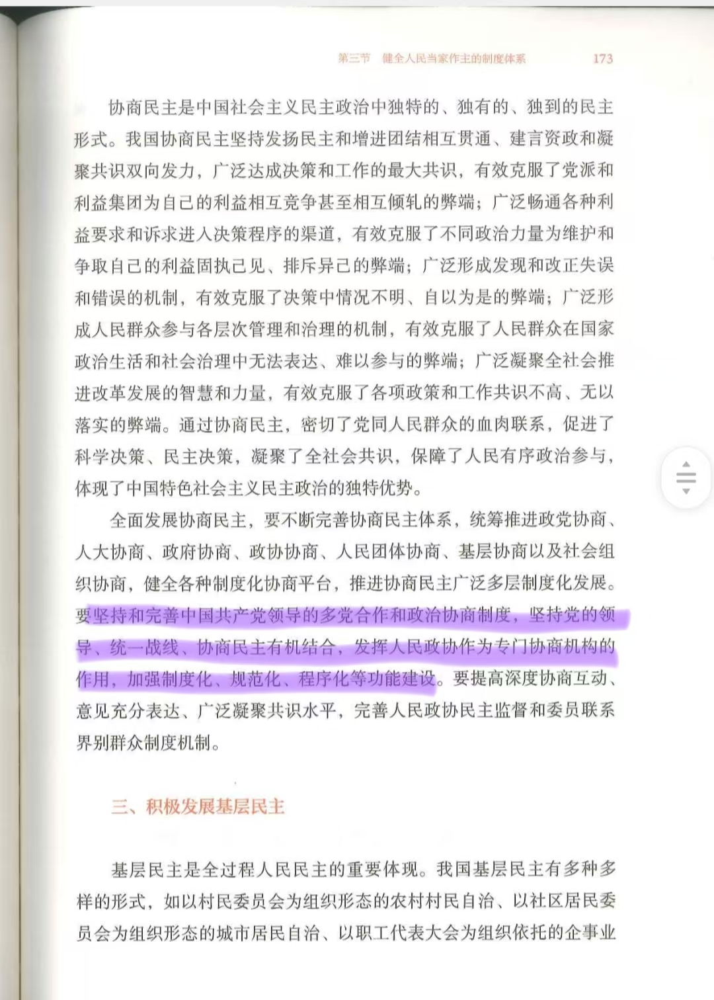 第三节 健全人民当家作主的制度体系 173
协商民主是中国社会主义民主政治中独特的、独有的、独到的民主
形式。我国协商民主坚持发扬民主和增进团结相互贯通、建言资政和凝
聚共识双向发力，广泛达成决策和工作的最大共识，有效克服了党派和
利益集团为自己的利益相互竞争甚至相互倾轧的弊端；广泛畅通各种利
益要求和诉求进入决策程序的渠道，有效克服了不同政治力量为维护和
争取自己的利益固执己见、排斥异己的弊端；广泛形成发现和改正失误
和错误的机制，有效克服了决策中情况不明、自以为是的弊端；广泛形
成人民群众参与各层次管理和治理的机制，有效克服了人民群众在国家
政治生活和社会治理中无法表达、难以参与的弊端；广泛凝聚全社会推
进改革发展的智慧和力量，有效克服了各项政策和工作共识不高、无以
落实的弊端。通过协商民主，密切了党同人民群众的血肉联系，促进了
科学决策、民主决策，凝聚了全社会共识，保障了人民有序政治参与，
体现了中国特色社会主义民主政治的独特优势。
全面发展协商民主，要不断完善协商民主体系，统筹推进政党协商、
人大协商、政府协商、政协协商、人民团体协商、基层协商以及社会组
织协商，健全各种制度化协商平台，推进协商民主广泛多层制度化发展。
要坚持和完善中国共产党领导的多党合作和政治协商制度，坚持党的领
导、统一战线、协商民主有机结合，发挥人民政协作为专门协商机构的
作用，加强制度化、规范化、程序化等功能建设。要提高深度协商互动、
意见充分表达、广泛凝聚共识水平，完善人民政协民主监督和委员联系
界别群众制度机制。
三、积极发展基层民主
基层民主是全过程人民民主的重要体现。我国基层民主有多种多
样的形式，如以村民委员会为组织形态的农村村民自治、以社区居民委
员会为组织形态的城市居民自治、以职工代表大会为组织依托的企事业